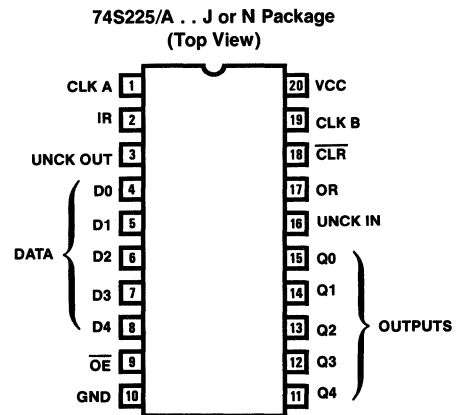 74S225/A . . J or N Package
(Top View)
CLK A 1 20 VCC
IR 2 19 CLK B
UNCK OUT 3 18 CLR
D0 4 17 OR
D1 5 16 UNCK IN
DATA D2 6 15 Q0
D3 7 14 Q1
D4 8 13 Q2 OUTPUTS
OE 9 12 Q3
GND 10 11 Q4